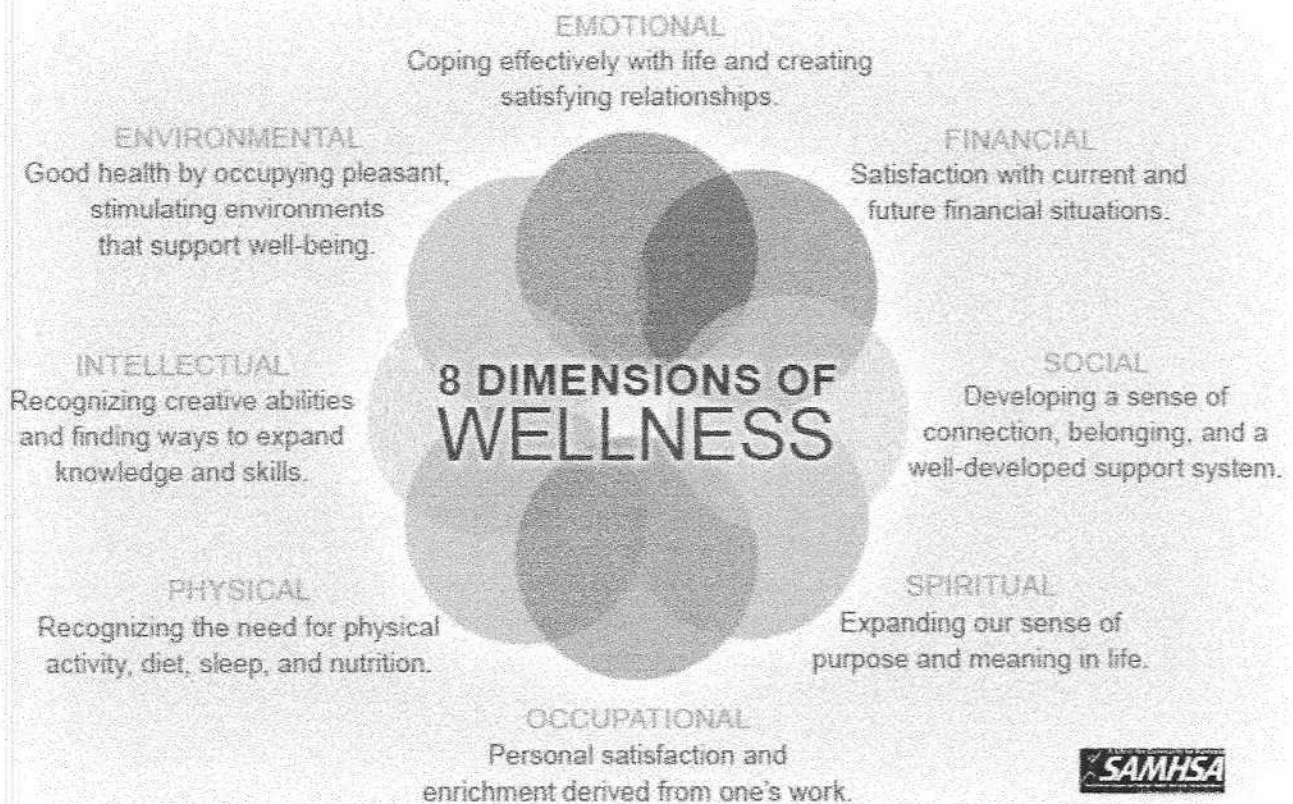 EMOTIONAL
Coping effectively with life and creating
satisfying relationships.
ENVIRONMENTAL
Good health by occupying pleasant,
stimulating environments
that support well-being.
FINANCIAL
Satisfaction with current and
future financial situations.
INTELLECTUAL
Recognizing creative abilities
and finding ways to expand
knowledge and skills.
8 DIMENSIONS OF
WELLNESS
SOCIAL
Developing a sense of
connection, belonging, and a
well-developed support system.
PHYSICAL
Recognizing the need for physical
activity, diet, sleep, and nutrition.
SPIRITUAL
Expanding our sense of
purpose and meaning in life.
OCCUPATIONAL
Personal satisfaction and
enrichment derived from one's work.
SAMHSA